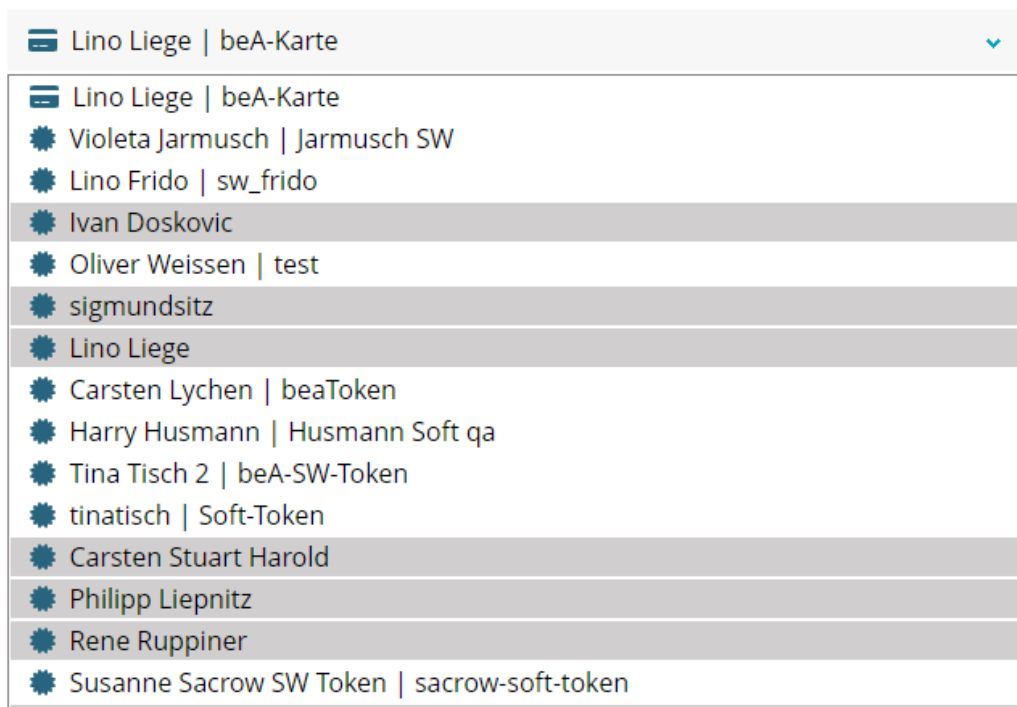 Lino Liege | beA-Karte
Lino Liege | beA-Karte
Violeta Jarmusch | Jarmusch SW
Lino Frido | sw_frido
Ivan Doskovic
Oliver Weissen | test
sigmundsitz
Lino Liege
Carsten Lychen | beaToken
Harry Husmann | Husmann Soft qa
Tina Tisch 2 | beA-SW-Token
tinatisch | Soft-Token
Carsten Stuart Harold
Philipp Liepnitz
Rene Ruppiner
Susanne Sacrow SW Token | sacrow-soft-token